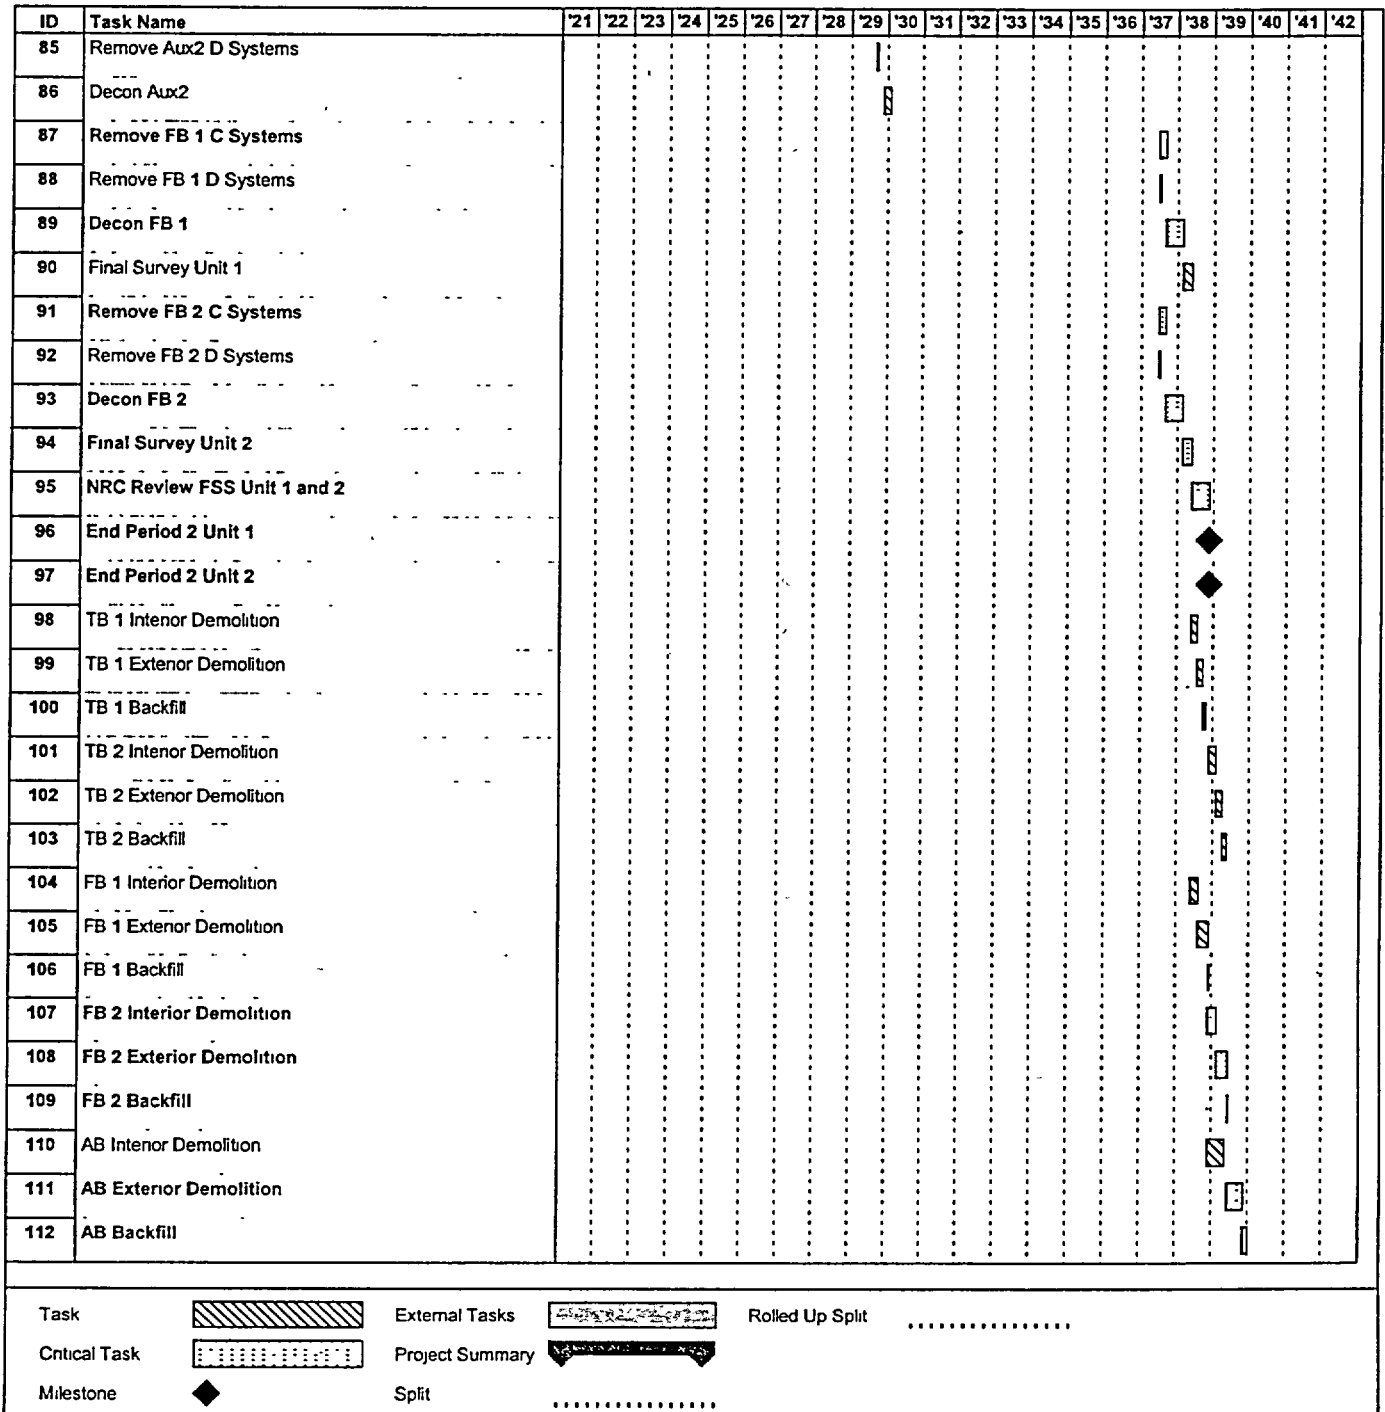 ID Task Name '21 '22 '23 '24 '25 '26 '27 '28 '29 '30 '31 '32 '33 '34 '35 '36 '37 '38 '39 '40 '41 '42
85 Remove Aux2 D Systems
86 Decon Aux2
87 Remove FB 1 C Systems
88 Remove FB 1 D Systems
89 Decon FB 1
90 Final Survey Unit 1
91 Remove FB 2 C Systems
92 Remove FB 2 D Systems
93 Decon FB 2
94 Final Survey Unit 2
95 NRC Review FSS Unit 1 and 2
96 End Period 2 Unit 1
97 End Period 2 Unit 2
98 TB 1 Interior Demolition
99 TB 1 Exterior Demolition
100 TB 1 Backfill
101 TB 2 Interior Demolition
102 TB 2 Exterior Demolition
103 TB 2 Backfill
104 FB 1 Interior Demolition
105 FB 1 Exterior Demolition
106 FB 1 Backfill
107 FB 2 Interior Demolition
108 FB 2 Exterior Demolition
109 FB 2 Backfill
110 AB Interior Demolition
111 AB Exterior Demolition
112 AB Backfill
Task External Tasks Rolled Up Split
Critical Task Project Summary
Milestone Split